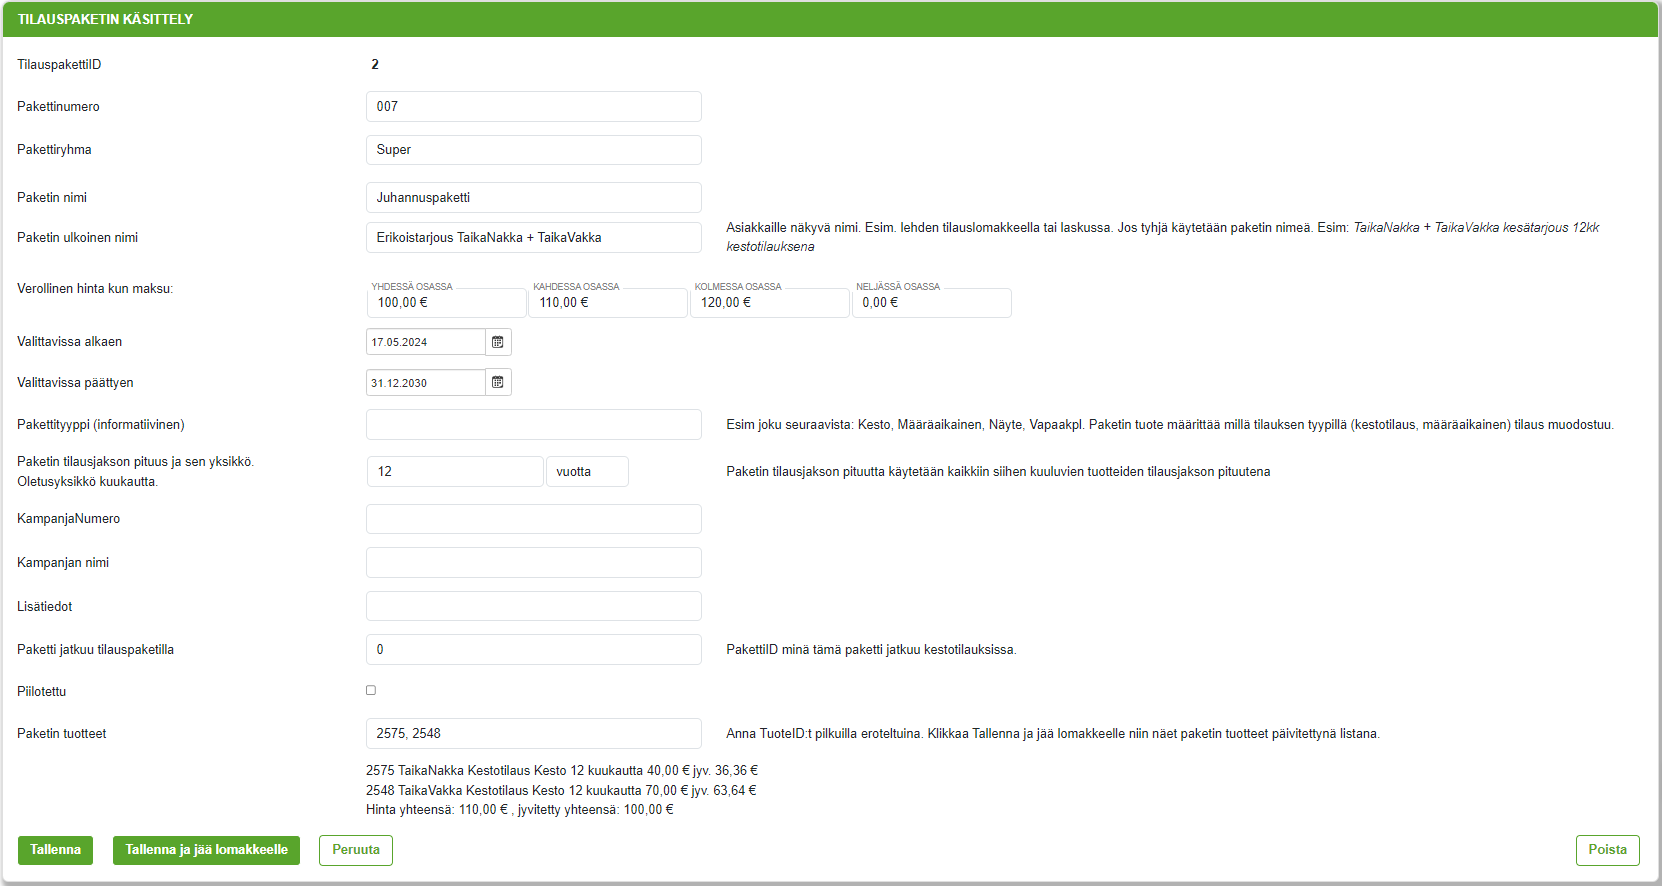 TILAUSPAKETIN KÄSITTELY
TilauspakettiID 2
Pakettinumero 007
Pakettiryhma Super
Paketin nimi Juhannuspaketti
Paketin ulkoinen nimi Erikoistarjous TaikaNakka + TaikaVakka Asiakkaille näkyvä nimi. Esim. lehden tilauslomakkeella tai laskussa. Jos tyhjä käytetään paketin nimeä. Esim: TaikaNakka + TaikaVakka kesätarjous 12kk
kestotilauksena
Verollinen hinta kun maksu: YHDESSÄ OSASSA KAHDESSA OSASSA KOLMESSA OSASSA NELJÄSSÄ OSASSA
100,00 € 110,00 € 120,00 € 0,00 €
Valittavissa alkaen 17.05.2024
Valittavissa päättyen 31.12.2030
Pakettityyppi (informatiivinen) Esim joku seuraavista: Kesto, Määräaikainen, Näyte, Vapaakpl. Paketin tuote määrittää millä tilauksen tyypillä (kestotilaus, määräaikainen) tilaus muodostuu.
Paketin tilausjakson pituus ja sen yksikkö.
Oletusyksikkö kuukautta.
12 vuotta Paketin tilausjakson pituutta käytetään kaikkiin siihen kuuluvien tuotteiden tilausjakson pituutena
KampanjaNumero
Kampanjan nimi
Lisätiedot
Paketti jatkuu tilauspaketilla 0 PakettiID minä tämä paketti jatkuu kestotilauksissa.
Piilotettu
Paketin tuotteet 2575, 2548 Anna TuoteID:t pilkuilla eroteltuina. Klikkaa Tallenna ja jää lomakkeelle niin näet paketin tuotteet päivitettynä listana.
2575 TaikaNakka Kestotilaus Kesto 12 kuukautta 40,00 € jyv. 36,36 €
2548 TaikaVakka Kestotilaus Kesto 12 kuukautta 70,00 € jyv. 63,64 €
Hinta yhteensä: 110,00 € , jyvitetty yhteensä: 100,00 €
Tallenna Tallenna ja jää lomakkeelle Peruuta Poista